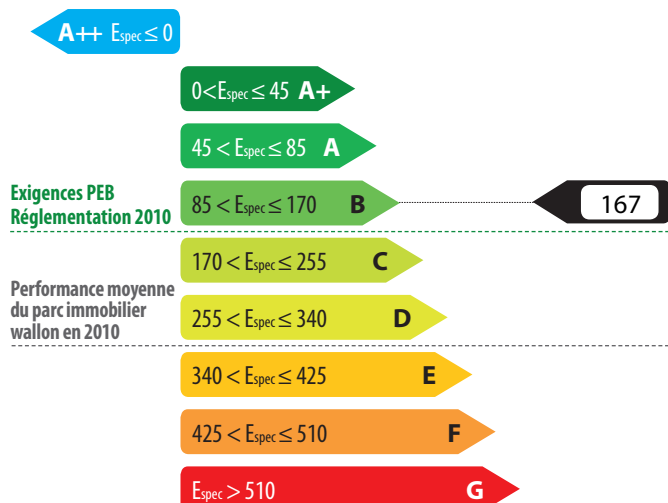 A++ Espec ≤ 0
0<Espec ≤ 45 A+
45 < Espec ≤ 85 A
Exigences PEB
Réglementation 2010
85 < Espec ≤ 170 B
167
170 < Espec ≤ 255 C
Performance moyenne
du parc immobilier
wallon en 2010
255 < Espec ≤ 340 D
340 < Espec ≤ 425 E
425 < Espec ≤ 510 F
Espec > 510 G